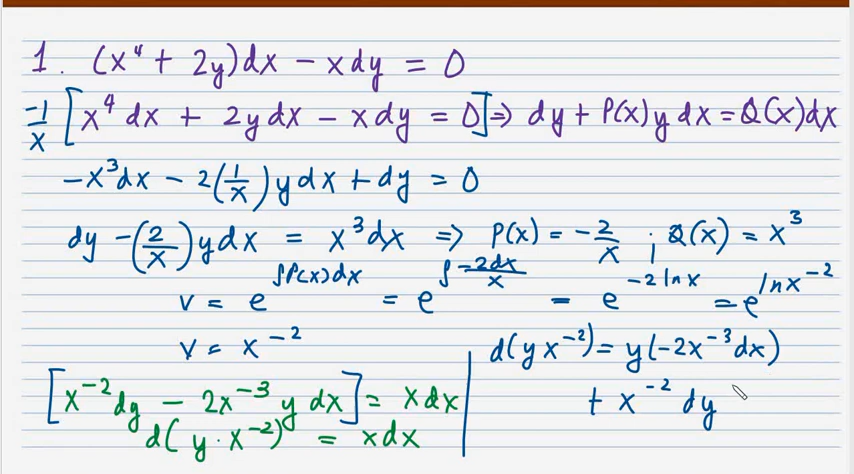 1. (x⁴ + 2y)dx − xdy = 0
−1/x [x⁴ dx + 2y dx − x dy = 0] ⇒ dy + P(x) y dx = Q(x) dx
−x³dx − 2(1/x) y dx + dy = 0
dy − (2/x) y dx = x³ dx ⇒ P(x) = −2/x ; Q(x) = x³
v = e^(∫P(x)dx) = e^(∫−2dx/x) = e^(−2 ln x) = e^(ln x⁻²)
v = x⁻²
[x⁻² dy − 2x⁻³ y dx] = x dx
d(y · x⁻²) = x dx
d(y x⁻²) = y(−2x⁻³ dx)
+ x⁻² dy